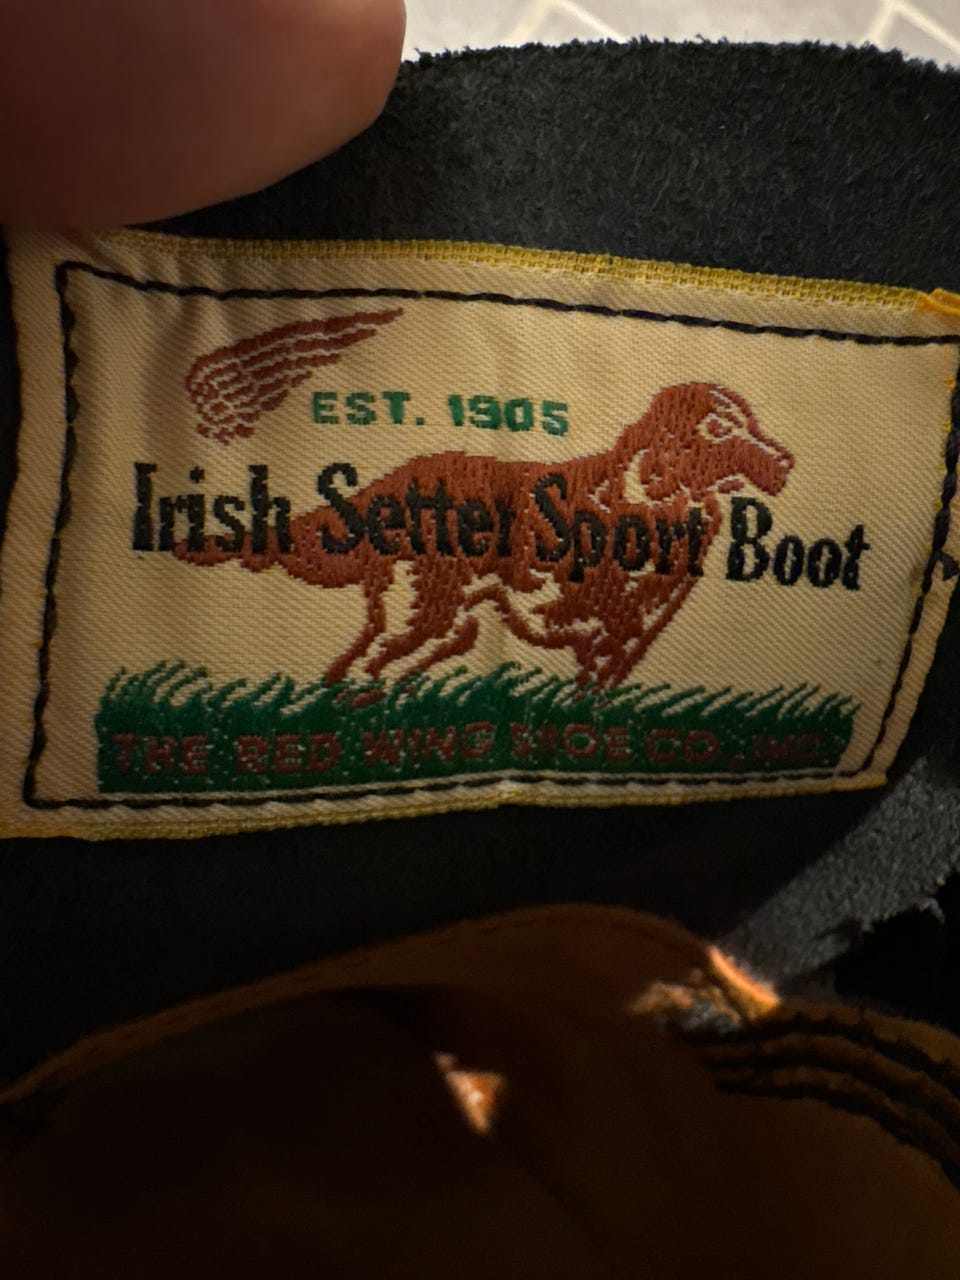 EST. 1905
Irish Setter Sport Boot
THE RED WING SHOE CO., INC.